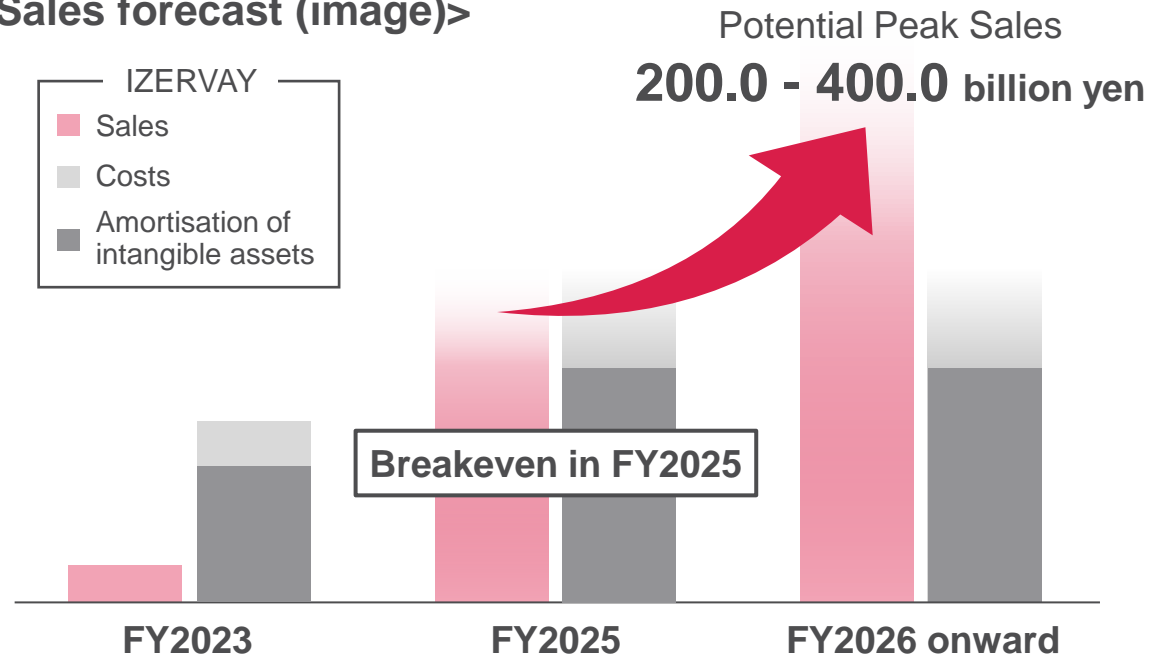 Sales forecast (image)>
Potential Peak Sales
200.0 - 400.0 billion yen
IZERVAY
Sales
Costs
Amortisation of
intangible assets
Breakeven in FY2025
FY2023
FY2025
FY2026 onward